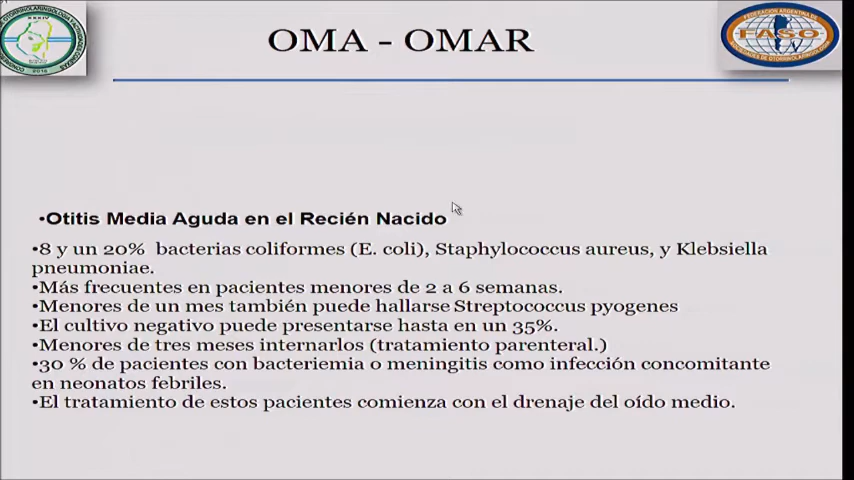 OMA - OMAR
FASO
•Otitis Media Aguda en el Recién Nacido
•8 y un 20% bacterias coliformes (E. coli), Staphylococcus aureus, y Klebsiella
pneumoniae.
•Más frecuentes en pacientes menores de 2 a 6 semanas.
•Menores de un mes también puede hallarse Streptococcus pyogenes
•El cultivo negativo puede presentarse hasta en un 35%.
•Menores de tres meses internarlos (tratamiento parenteral.)
•30 % de pacientes con bacteriemia o meningitis como infección concomitante
en neonatos febriles.
•El tratamiento de estos pacientes comienza con el drenaje del oído medio.